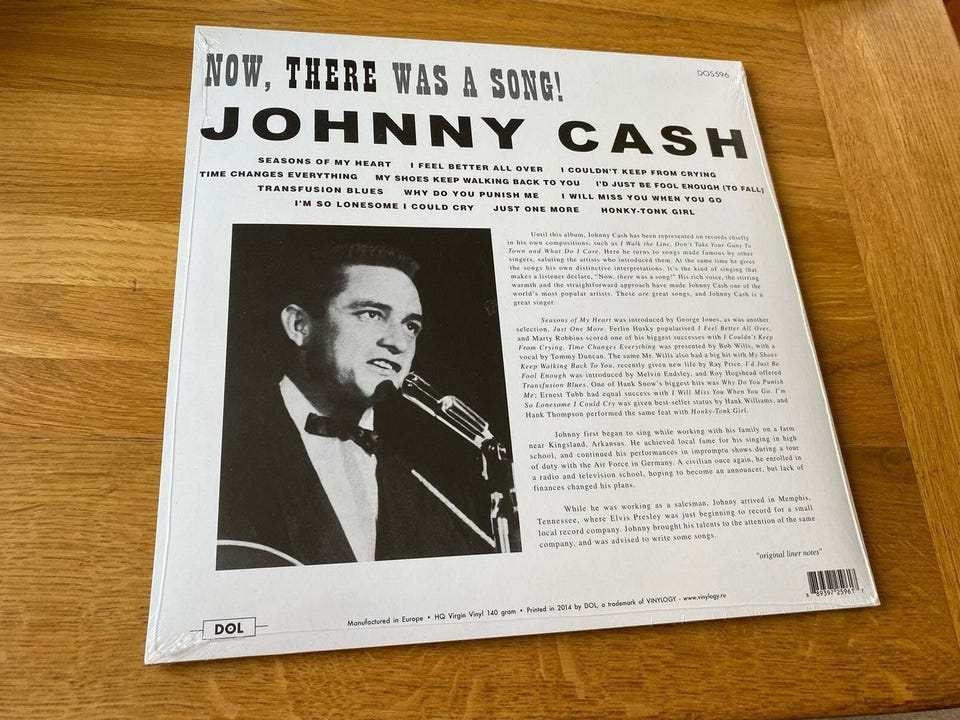 DOS596
NOW, THERE WAS A SONG!
JOHNNY CASH
SEASONS OF MY HEART I FEEL BETTER ALL OVER I COULDN'T KEEP FROM CRYING
TIME CHANGES EVERYTHING MY SHOES KEEP WALKING BACK TO YOU I'D JUST BE FOOL ENOUGH (TO FALL)
TRANSFUSION BLUES WHY DO YOU PUNISH ME I WILL MISS YOU WHEN YOU GO
I'M SO LONESOME I COULD CRY JUST ONE MORE HONKY-TONK GIRL
Until this album, Johnny Cash has been represented on records chiefly
in his own compositions, such as I Walk the Line, Don't Take Your Guns To
Town and What Do I Care. Here he turns to songs made famous by other
singers, saluting the artists who introduced them. At the same time he gives
the songs his own distinctive interpretations. It's the kind of singing that
makes a listener declare, "Now, there was a song!" His rich voice, the stirring
warmth and the straightforward approach have made Johnny Cash one of the
world's most popular artists. These are great songs, and Johnny Cash is a
great singer.
Seasons of My Heart was introduced by George Jones, as was another
selection, Just One More. Ferlin Husky popularised I Feel Better All Over,
and Marty Robbins scored one of his biggest successes with I Couldn't Keep
From Crying. Time Changes Everything was presented by Bob Wills, with a
vocal by Tommy Duncan. The same Mr. Wills also had a big hit with My Shoes
Keep Walking Back To You, recently given new life by Ray Price. I'd Just Be
Fool Enough was introduced by Melvin Endsley, and Roy Hogshead offered
Transfusion Blues. One of Hank Snow's biggest hits was Why Do You Punish
Me; Ernest Tubb had equal success with I Will Miss You When You Go. I'm
So Lonesome I Could Cry was given best-seller status by Hank Williams, and
Hank Thompson performed the same feat with Honky-Tonk Girl.
Johnny first began to sing while working with his family on a farm
near Kingsland, Arkansas. He achieved local fame for his singing in high
school, and continued his performances in impromptu shows during a tour
of duty with the Air Force in Germany. A civilian once again, he enrolled in
a radio and television school, hoping to become an announcer, but lack of
finances changed his plans.
While he was working as a salesman, Johnny arrived in Memphis,
Tennessee, where Elvis Presley was just beginning to record for a small
local record company. Johnny brought his talents to the attention of the same
company, and was advised to write some songs.
"original liner notes"
8 89397 25961 1
DOL
Manufactured in Europe • HQ Virgin Vinyl 140 gram • Printed in 2014 by DOL, a trademark of VINYLOGY - www.vinylogy.ru